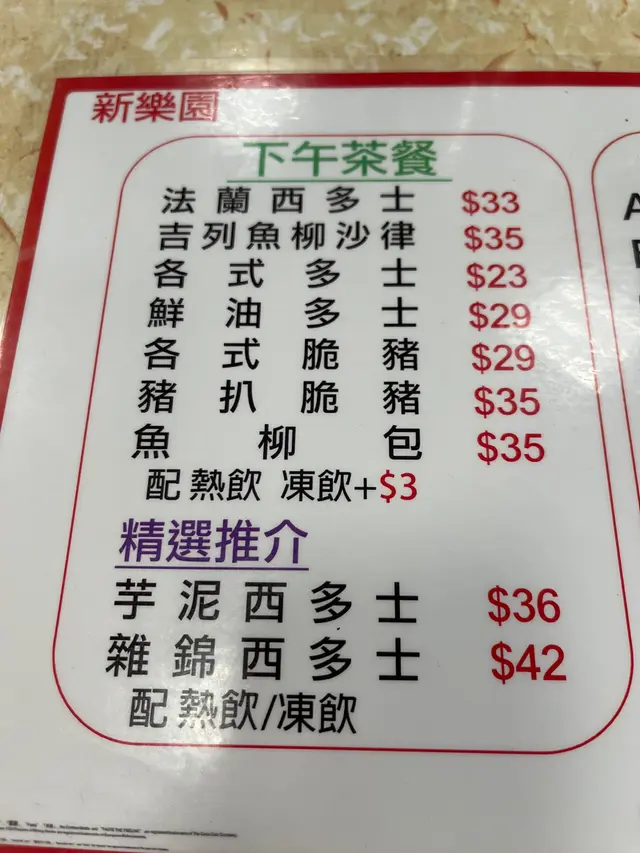 新樂園
下午茶餐
法蘭西多士 $33
吉列魚柳沙律 $35
各式多士 $23
鮮油多士 $29
各式脆豬 $29
豬扒脆豬 $35
魚柳包 $35
配熱飲 凍飲+$3
精選推介
芋泥西多士 $36
雜錦西多士 $42
配熱飲/凍飲